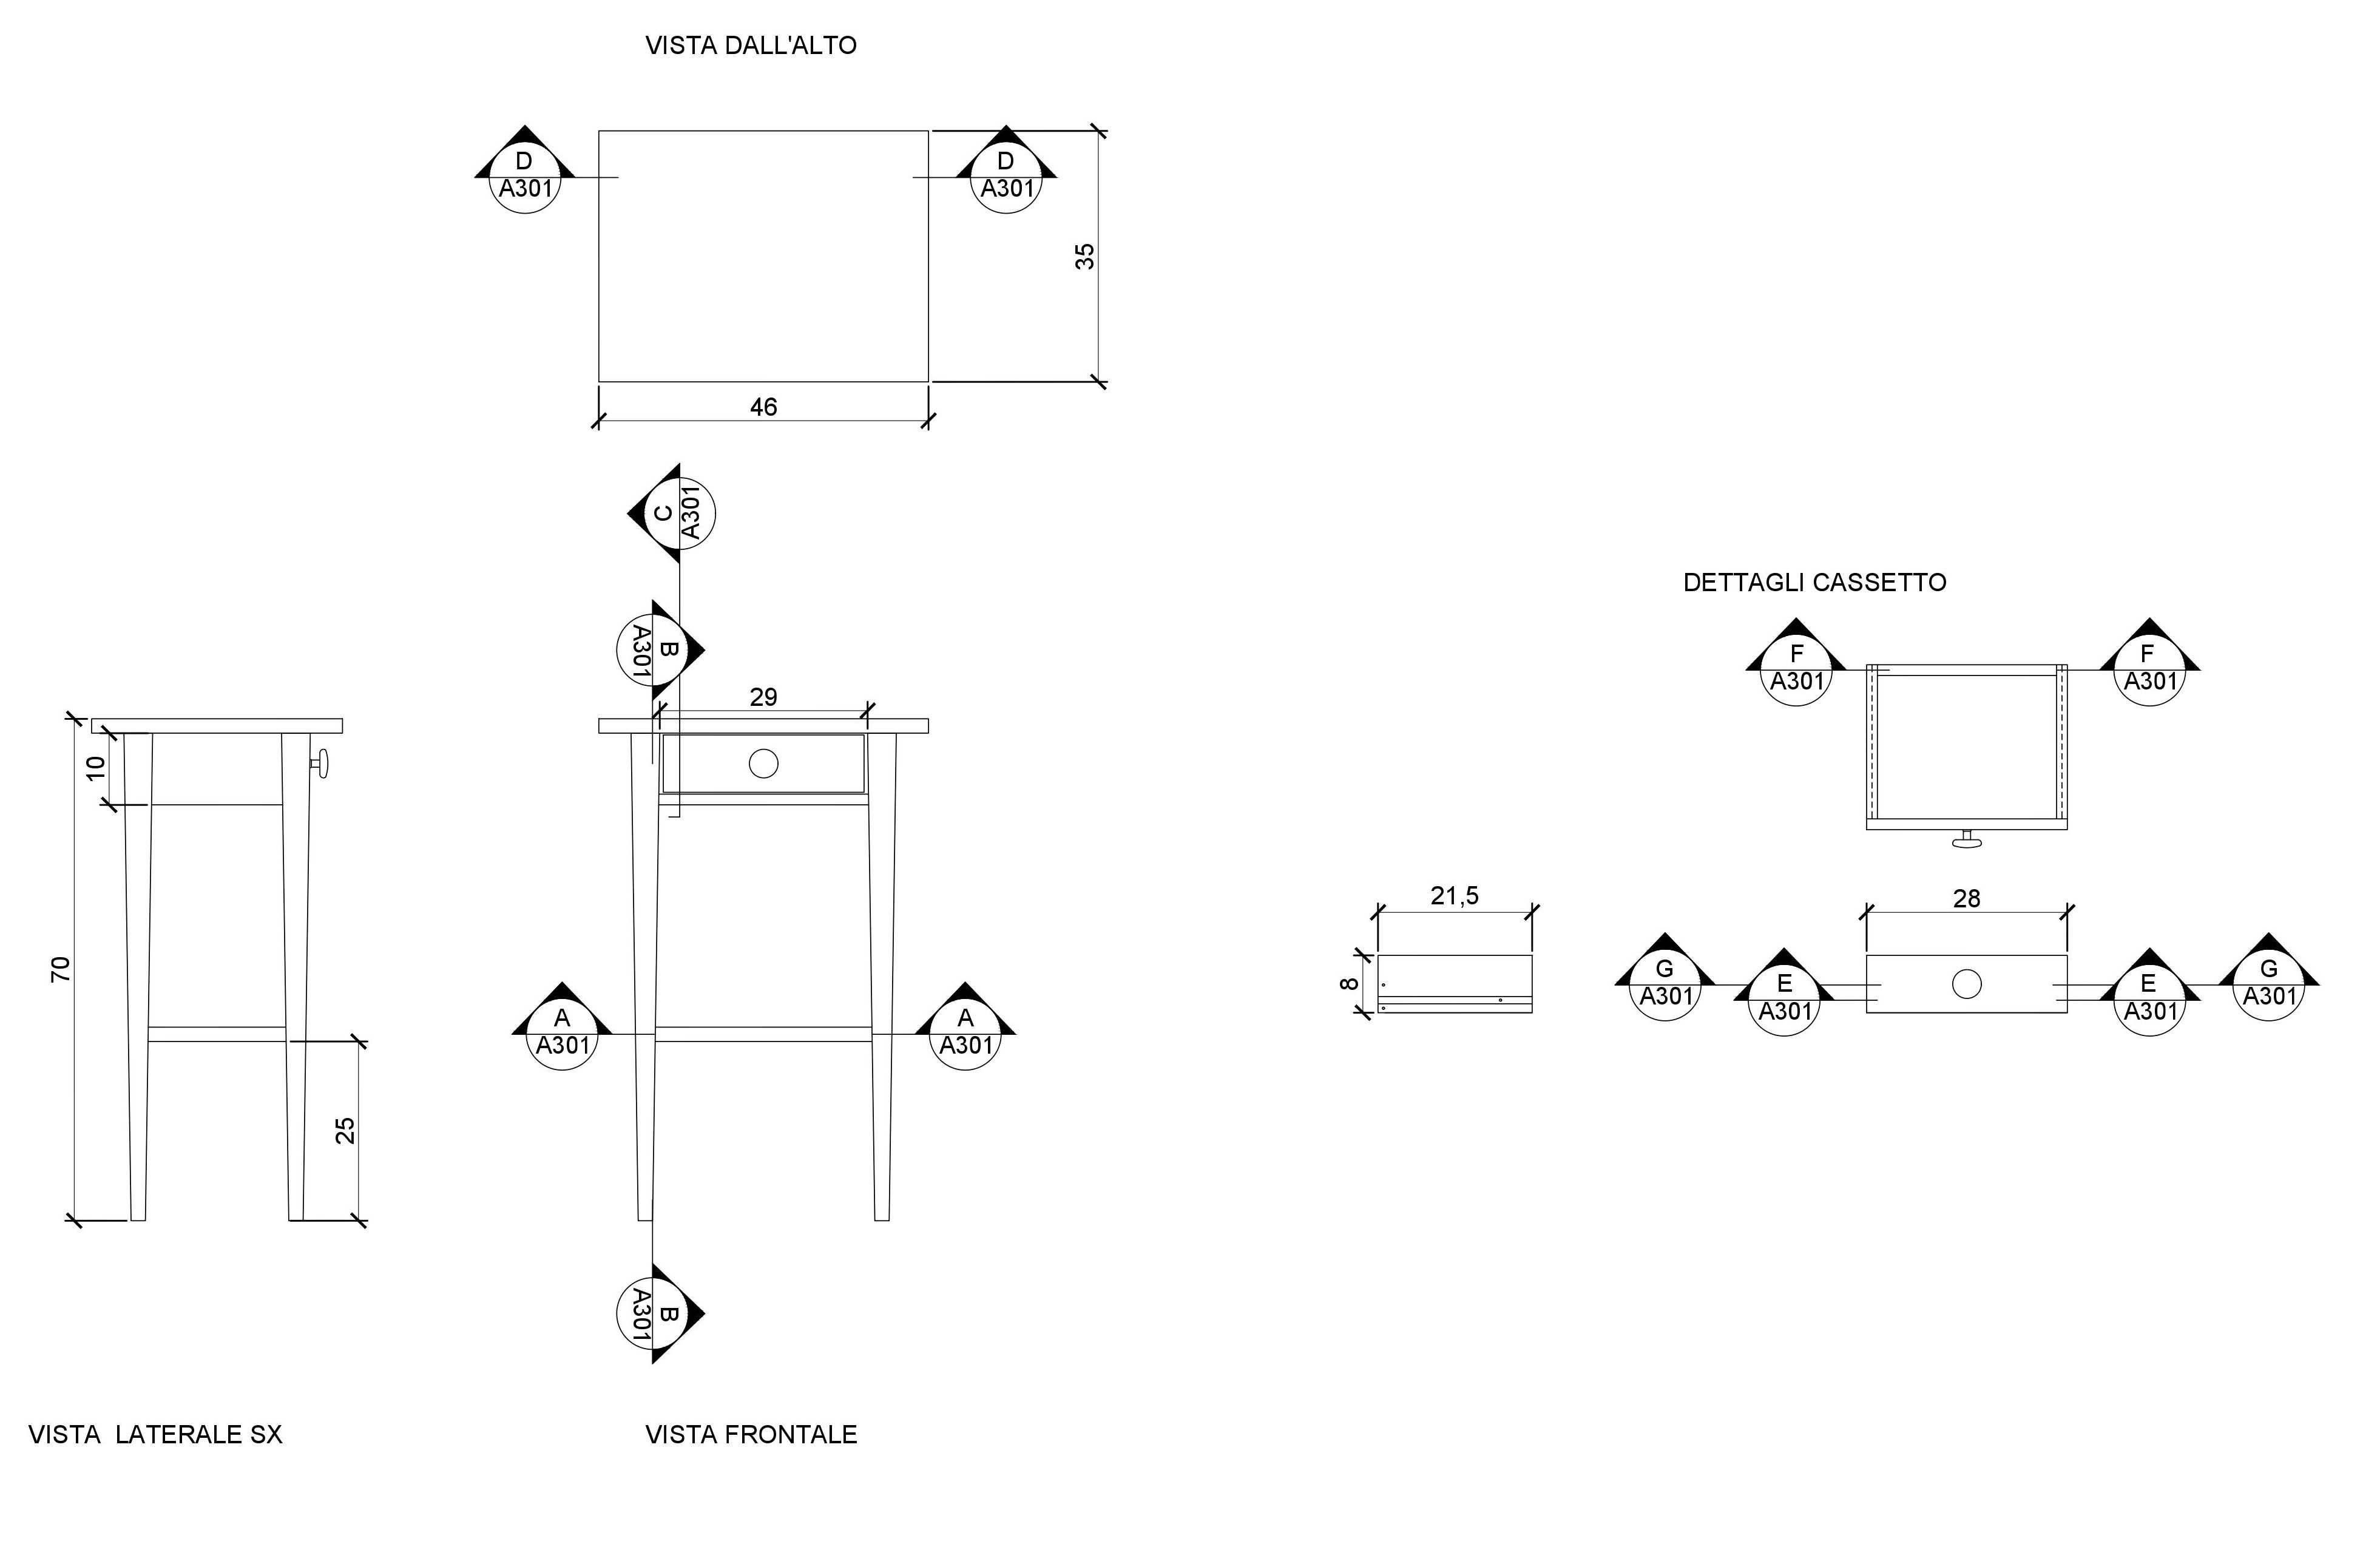 VISTA DALL'ALTO
D
A301
D
A301
35
46
C
A301
B
A301
29
10
70
25
A
A301
A
A301
B
A301
VISTA  LATERALE SX
VISTA FRONTALE
DETTAGLI CASSETTO
F
A301
F
A301
21,5
8
28
G
A301
E
A301
E
A301
G
A301